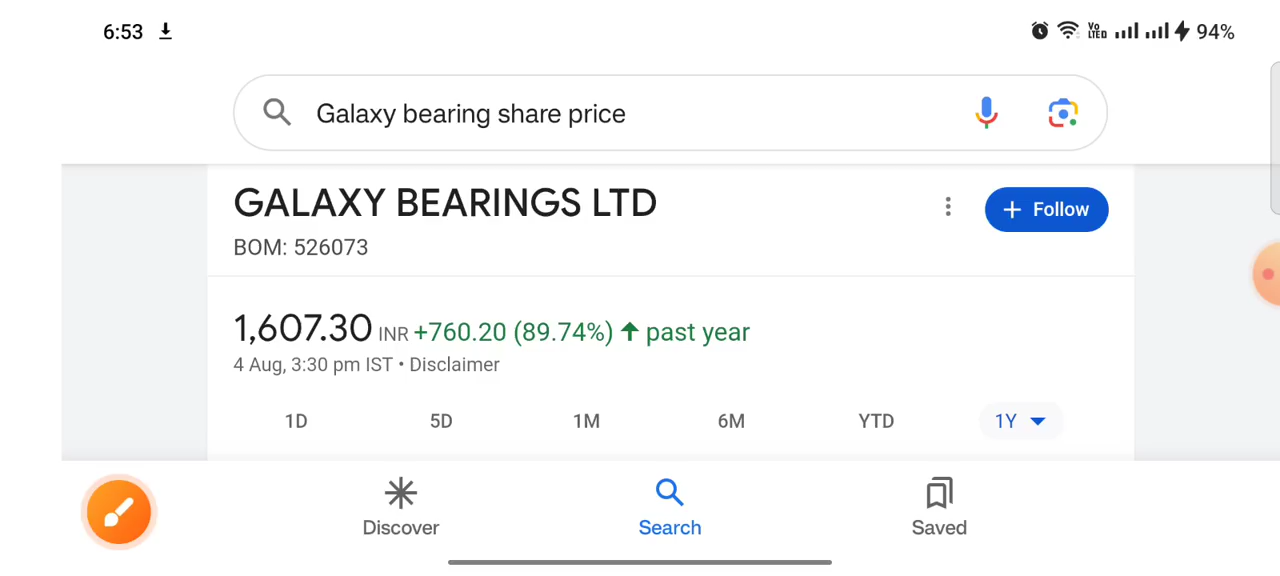 6:53 94%
Galaxy bearing share price
GALAXY BEARINGS LTD
+ Follow
BOM: 526073
1,607.30 INR +760.20 (89.74%) ↑ past year
4 Aug, 3:30 pm IST • Disclaimer
1D 5D 1M 6M YTD 1Y
Discover Search Saved